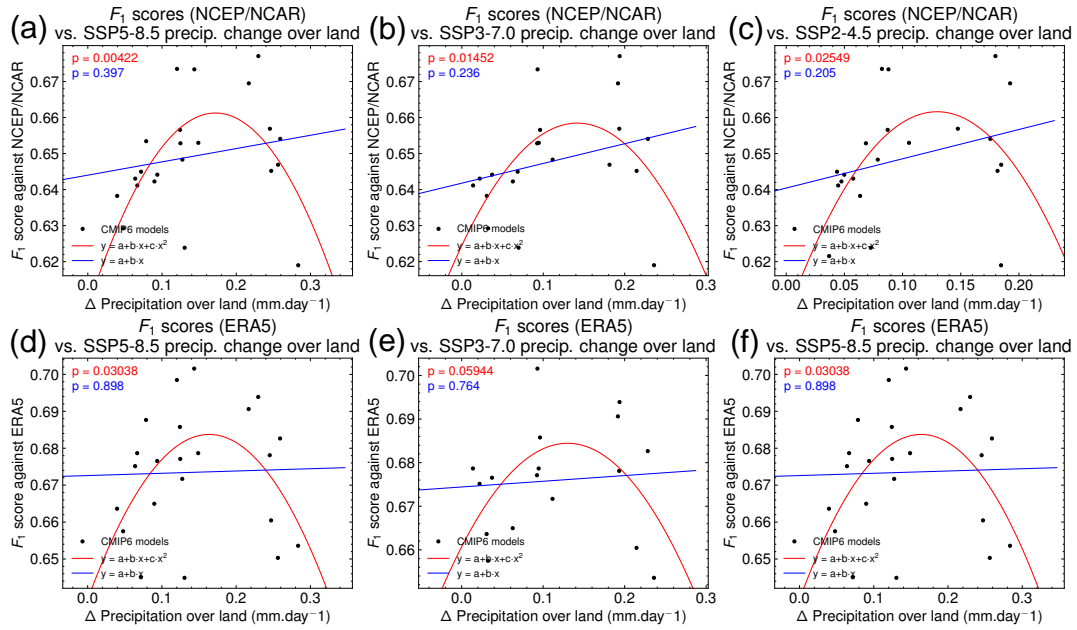 (a) F₁ scores (NCEP/NCAR)
vs. SSP5-8.5 precip. change over land
p = 0.00422
p = 0.397
0.67
0.66
0.65
0.64
0.63
0.62
F₁ score against NCEP/NCAR
CMIP6 models
y = a+b·x+c·x²
y = a+b·x
0.0 0.1 0.2 0.3
Δ Precipitation over land (mm.day⁻¹)
(b) F₁ scores (NCEP/NCAR)
vs. SSP3-7.0 precip. change over land
p = 0.01452
p = 0.236
0.67
0.66
0.65
0.64
0.63
0.62
F₁ score against NCEP/NCAR
CMIP6 models
y = a+b·x+c·x²
y = a+b·x
0.0 0.1 0.2 0.3
Δ Precipitation over land (mm.day⁻¹)
(c) F₁ scores (NCEP/NCAR)
vs. SSP2-4.5 precip. change over land
p = 0.02549
p = 0.205
0.67
0.66
0.65
0.64
0.63
0.62
F₁ score against NCEP/NCAR
CMIP6 models
y = a+b·x+c·x²
y = a+b·x
0.00 0.05 0.10 0.15 0.20
Δ Precipitation over land (mm.day⁻¹)
(d) F₁ scores (ERA5)
vs. SSP5-8.5 precip. change over land
p = 0.03038
p = 0.898
0.70
0.69
0.68
0.67
0.66
0.65
F₁ score against ERA5
CMIP6 models
y = a+b·x+c·x²
y = a+b·x
0.0 0.1 0.2 0.3
Δ Precipitation over land (mm.day⁻¹)
(e) F₁ scores (ERA5)
vs. SSP3-7.0 precip. change over land
p = 0.05944
p = 0.764
0.70
0.69
0.68
0.67
0.66
F₁ score against ERA5
CMIP6 models
y = a+b·x+c·x²
y = a+b·x
0.0 0.1 0.2 0.3
Δ Precipitation over land (mm.day⁻¹)
(f) F₁ scores (ERA5)
vs. SSP5-8.5 precip. change over land
p = 0.03038
p = 0.898
0.70
0.69
0.68
0.67
0.66
0.65
F₁ score against ERA5
CMIP6 models
y = a+b·x+c·x²
y = a+b·x
0.0 0.1 0.2 0.3
Δ Precipitation over land (mm.day⁻¹)